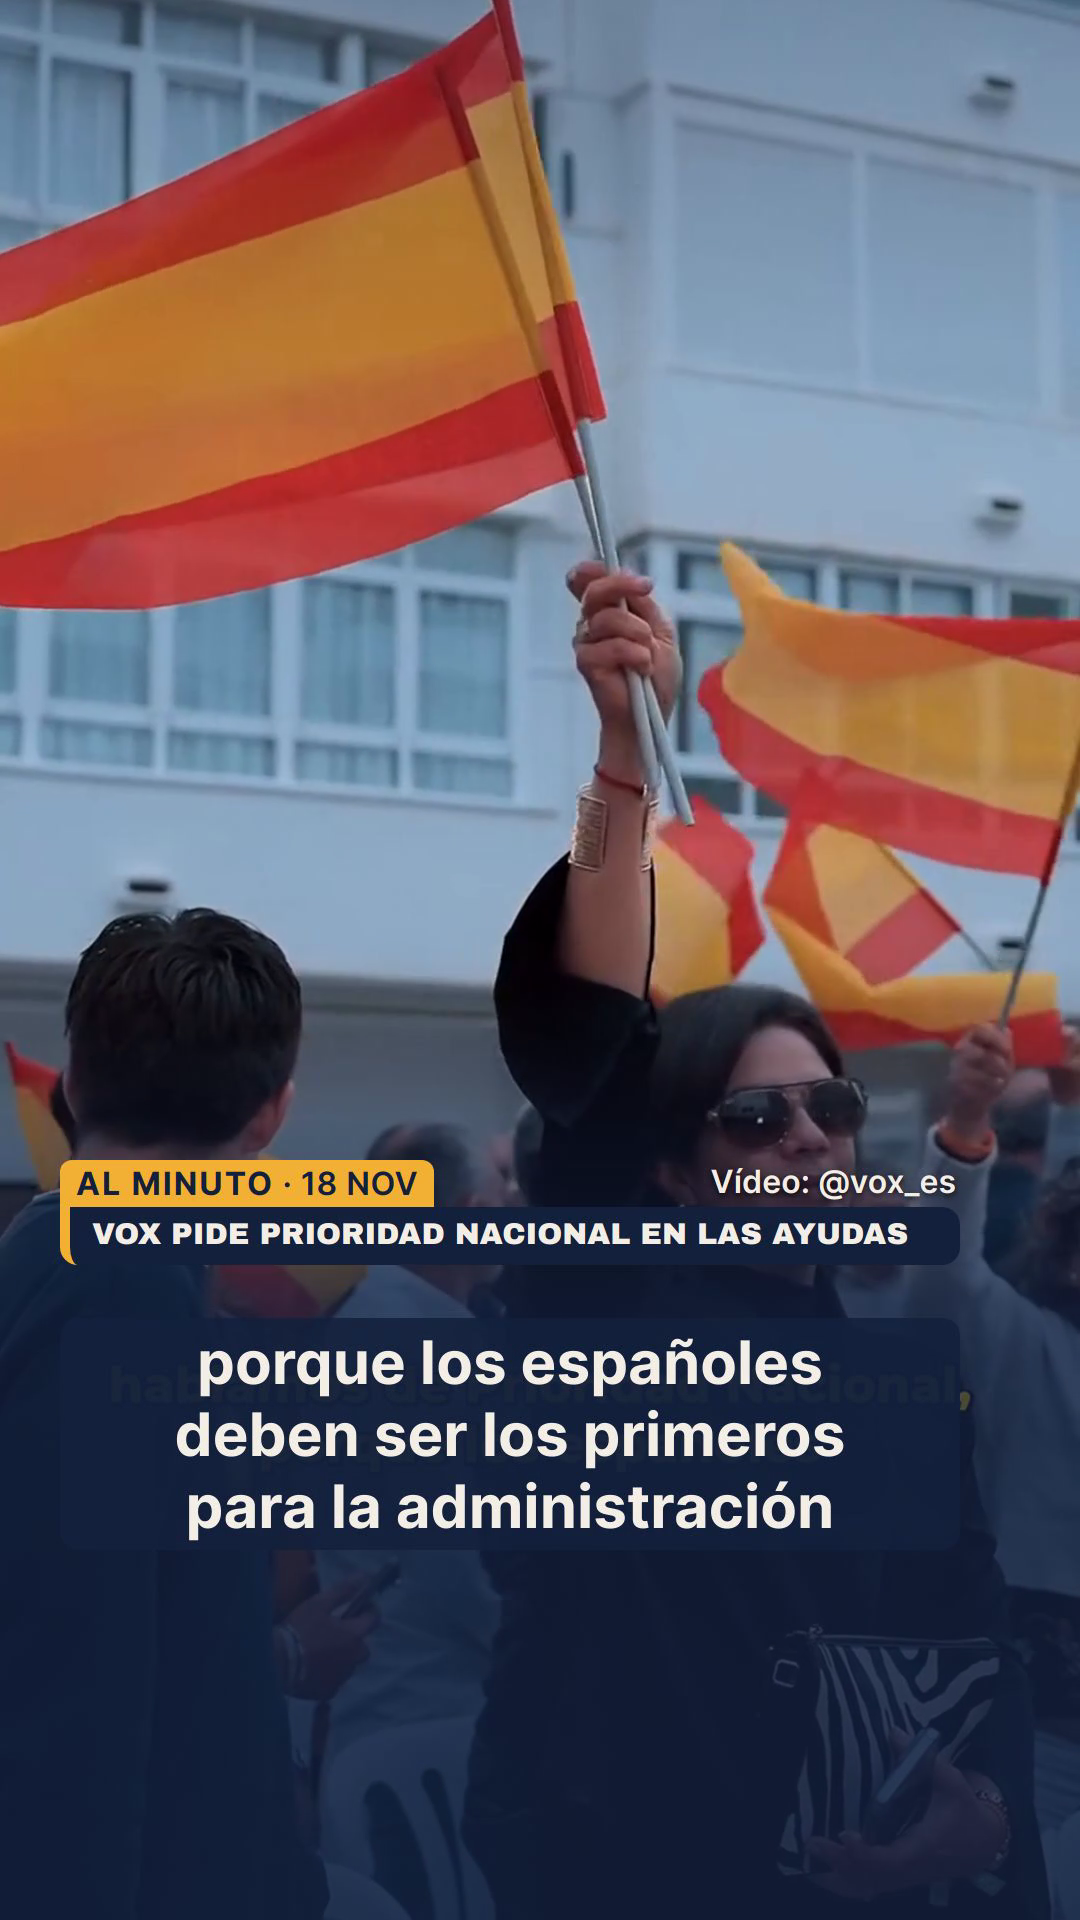 AL MINUTO · 18 NOV
Vídeo: @vox_es
VOX PIDE PRIORIDAD NACIONAL EN LAS AYUDAS
porque los españoles
deben ser los primeros
para la administración